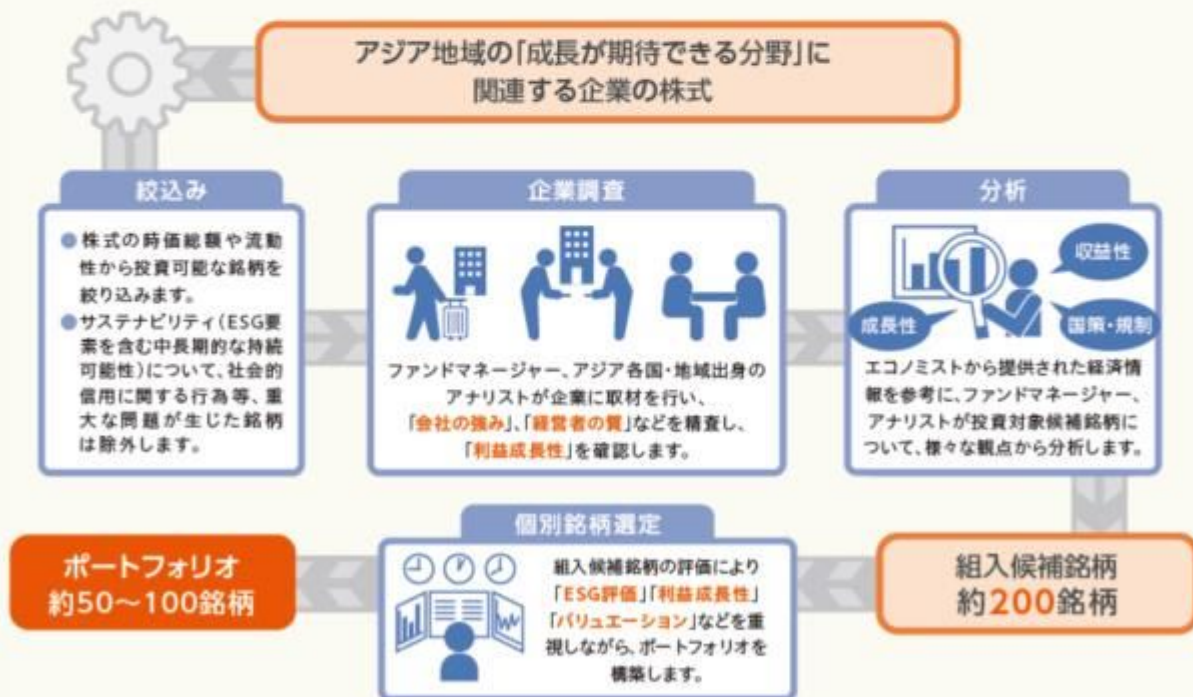 アジア地域の「成長が期待できる分野」に
関連する企業の株式
絞込み
●株式の時価総額や流動
性から投資可能な銘柄を
絞り込みます。
●サステナビリティ(ESG要
素を含む中長期的な持続
可能性)について、社会的
信用に関する行為等、重
大な問題が生じた銘柄
は除外します。
企業調査
ファンドマネージャー、アジア各国・地域出身の
アナリストが企業に取材を行い、
「会社の強み」、「経営者の質」などを精査し、
「利益成長性」を確認します。
分析
収益性
成長性
国策・規制
エコノミストから提供された経済情
報を参考に、ファンドマネージャー、
アナリストが投資対象候補銘柄に
ついて、様々な観点から分析します。
組入候補銘柄
約200銘柄
個別銘柄選定
組入候補銘柄の評価により
「ESG評価」「利益成長性」
「バリュエーション」などを重
視しながら、ポートフォリオを
構築します。
ポートフォリオ
約50～100銘柄